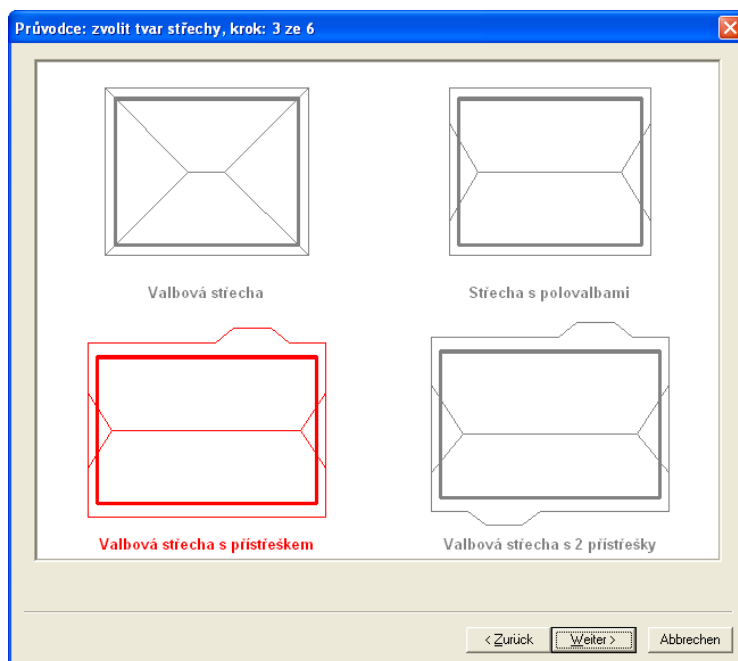 Průvodce: zvolit tvar střechy, krok: 3 ze 6
Valbová střecha
Střecha s polovalbami
Valbová střecha s přístřeškem
Valbová střecha s 2 přístřešky
< Zurück
Weiter >
Abbrechen